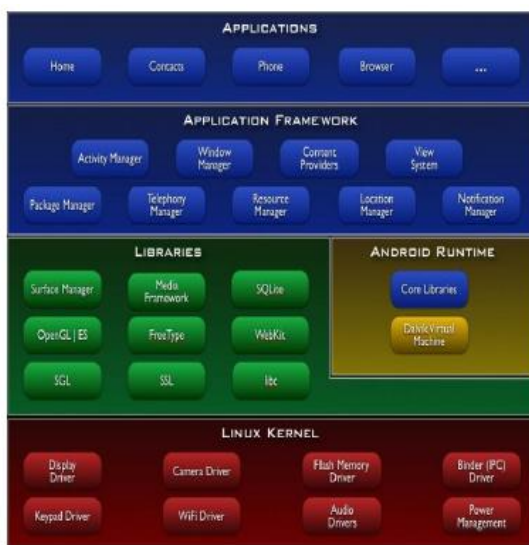 APPLICATIONS
Home
Contacts
Phone
Browser
...
APPLICATION FRAMEWORK
Activity Manager
Window
Manager
Content
Providers
View
System
Package Manager
Telephony
Manager
Resource
Manager
Location
Manager
Notification
Manager
LIBRARIES
Surface Manager
Media
Framework
SQLite
OpenGL | ES
FreeType
WebKit
SGL
SSL
libc
ANDROID RUNTIME
Core Libraries
Dalvik Virtual
Machine
LINUX KERNEL
Display
Driver
Camera Driver
Flash Memory
Driver
Binder (IPC)
Driver
Keypad Driver
WiFi Driver
Audio
Drivers
Power
Management